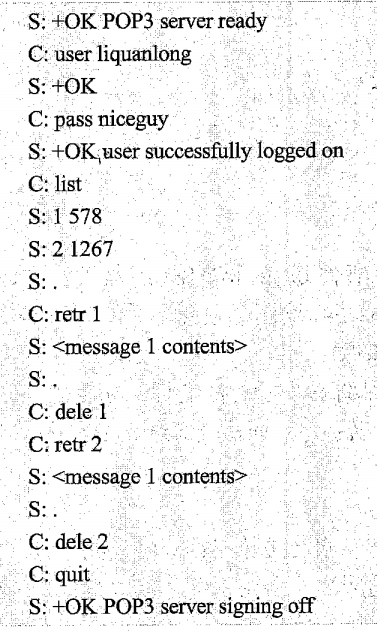 S: +OK POP3 server ready
C: user liquanlong
S: +OK
C: pass niceguy
S: +OK user successfully logged on
C: list
S: 1 578
S: 2 1267
S: .
C: retr 1
S: <message 1 contents>
S: .
C: dele 1
C: retr 2
S: <message 1 contents>
S: .
C: dele 2
C: quit
S: +OK POP3 server signing off